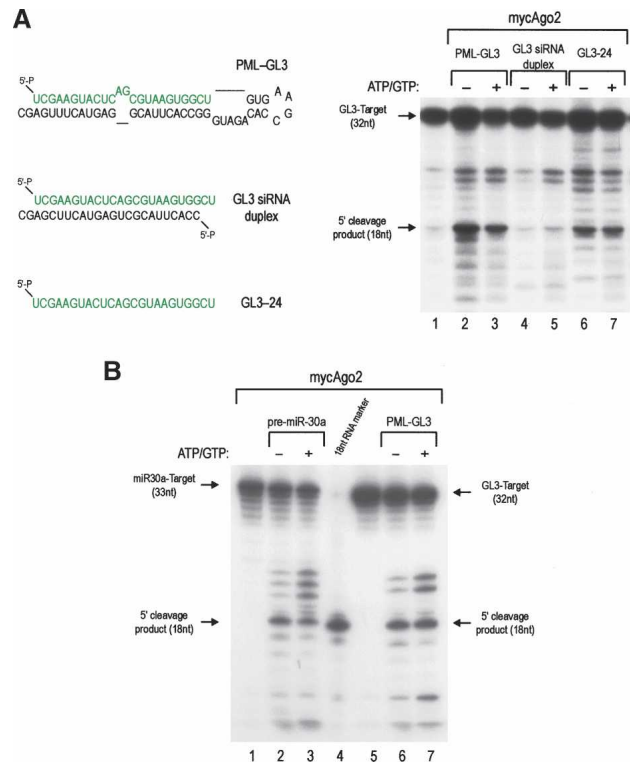 A
PML–GL3
5'-P
AG
UCGAAGUACUC CGUAAGUGGCU GUG A A
CGAGUUUCAUGAG GCAUUCACCGG GUAGA CAC C G
5'-P
UCGAAGUACUCAGCGUAAGUGGCU
CGAGCUUCAUGAGUCGCAUUCACC
5'-P
GL3 siRNA
duplex
5'-P
UCGAAGUACUCAGCGUAAGUGGCU GL3–24
mycAgo2
PML-GL3 GL3 siRNA duplex GL3-24
ATP/GTP: – + – + – +
GL3-Target
(32nt)
5' cleavage
product (18nt)
1 2 3 4 5 6 7
B
mycAgo2
pre-miR-30a 18nt RNA marker PML-GL3
ATP/GTP: – + – +
miR30a-Target
(33nt)
GL3-Target
(32nt)
5' cleavage
product (18nt)
5' cleavage
product (18nt)
1 2 3 4 5 6 7